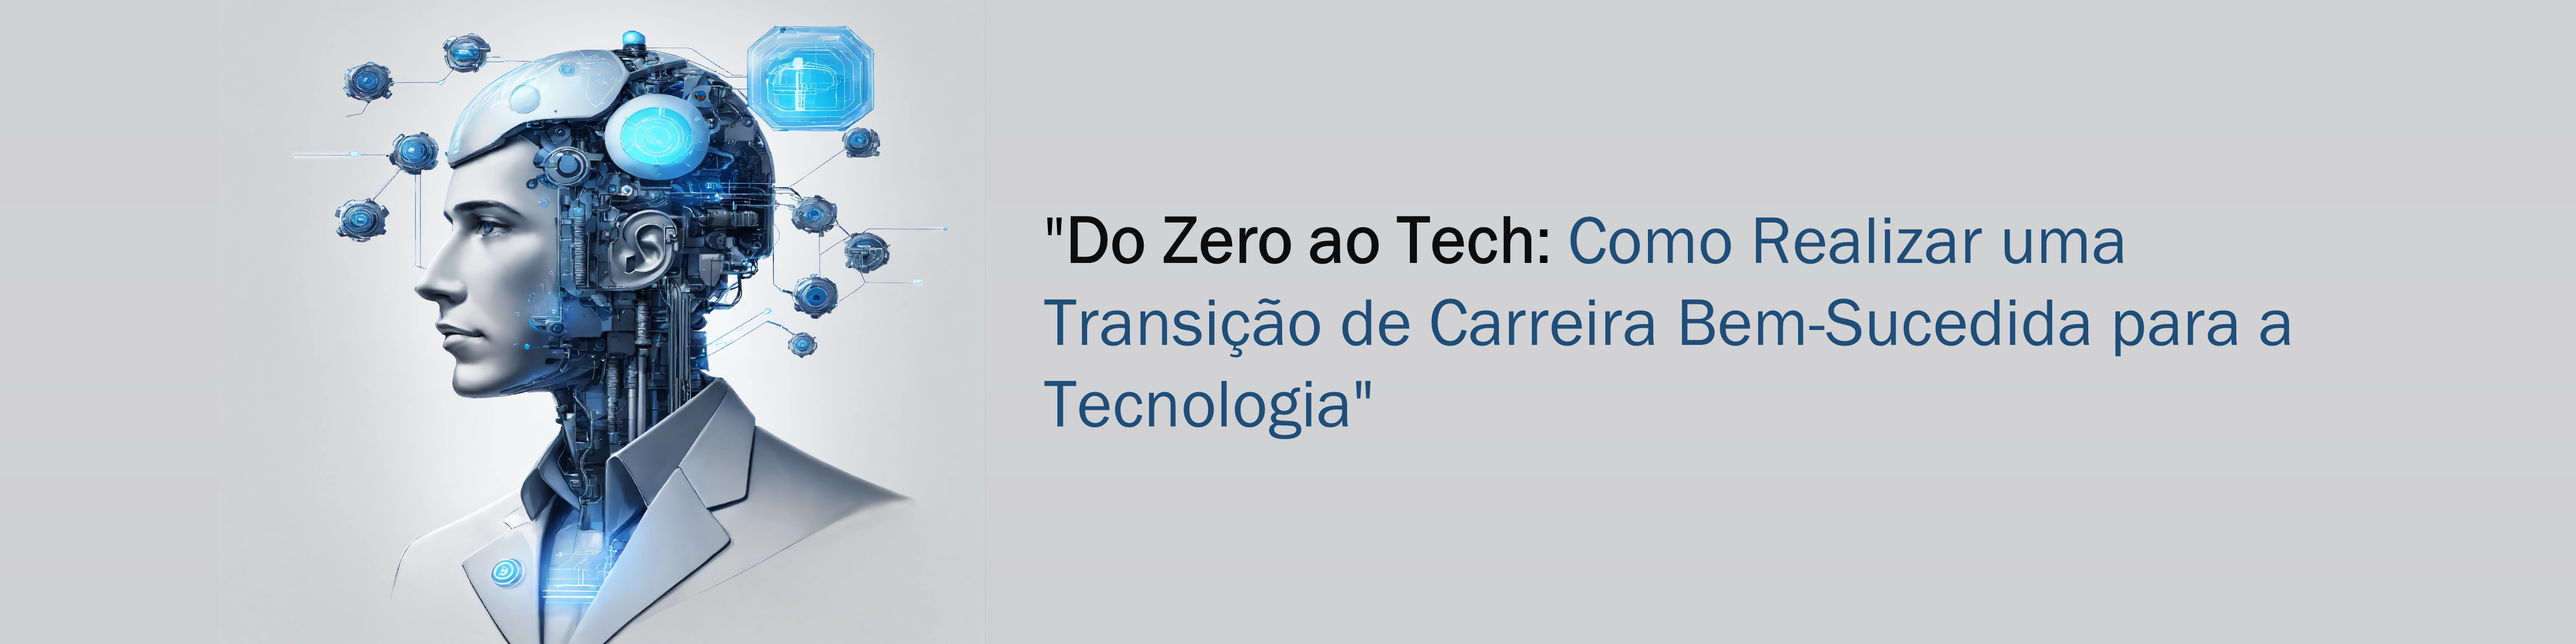 "Do Zero ao Tech: Como Realizar uma
Transição de Carreira Bem-Sucedida para a
Tecnologia"